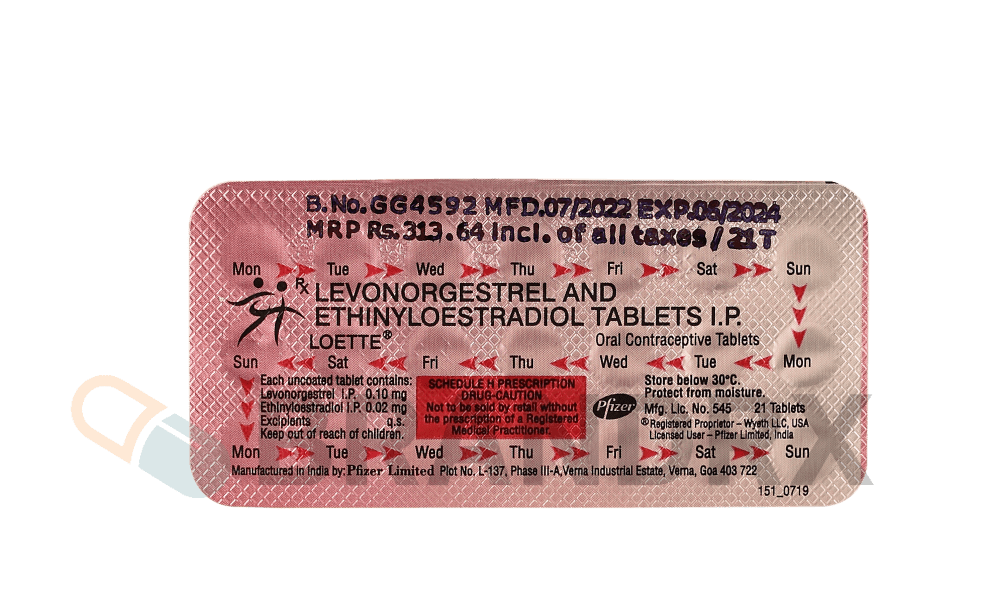 B.No.GG4592 MFD.07/2022 EXP.06/2024
MRP Rs.313.64 incl. of all taxes / 21 T
Mon Tue Wed Thu Fri Sat Sun
Rx LEVONORGESTREL AND
ETHINYLOESTRADIOL TABLETS I.P.
LOETTE® Oral Contraceptive Tablets
Sun Sat Fri Thu Wed Tue Mon
Each uncoated tablet contains:
Levonorgestrel I.P. 0.10 mg
Ethinyloestradiol I.P. 0.02 mg
Excipients q.s.
Keep out of reach of children.
SCHEDULE H PRESCRIPTION
DRUG-CAUTION
Not to be sold by retail without
the prescription of a Registered
Medical Practitioner.
Pfizer
Store below 30°C.
Protect from moisture.
Mfg. Lic. No. 545 21 Tablets
®Registered Proprietor – Wyeth LLC, USA
Licensed User – Pfizer Limited, India
Mon Tue Wed Thu Fri Sat Sun
Manufactured in India by: Pfizer Limited Plot No. L-137, Phase III-A, Verna Industrial Estate, Verna, Goa 403 722
151_0719